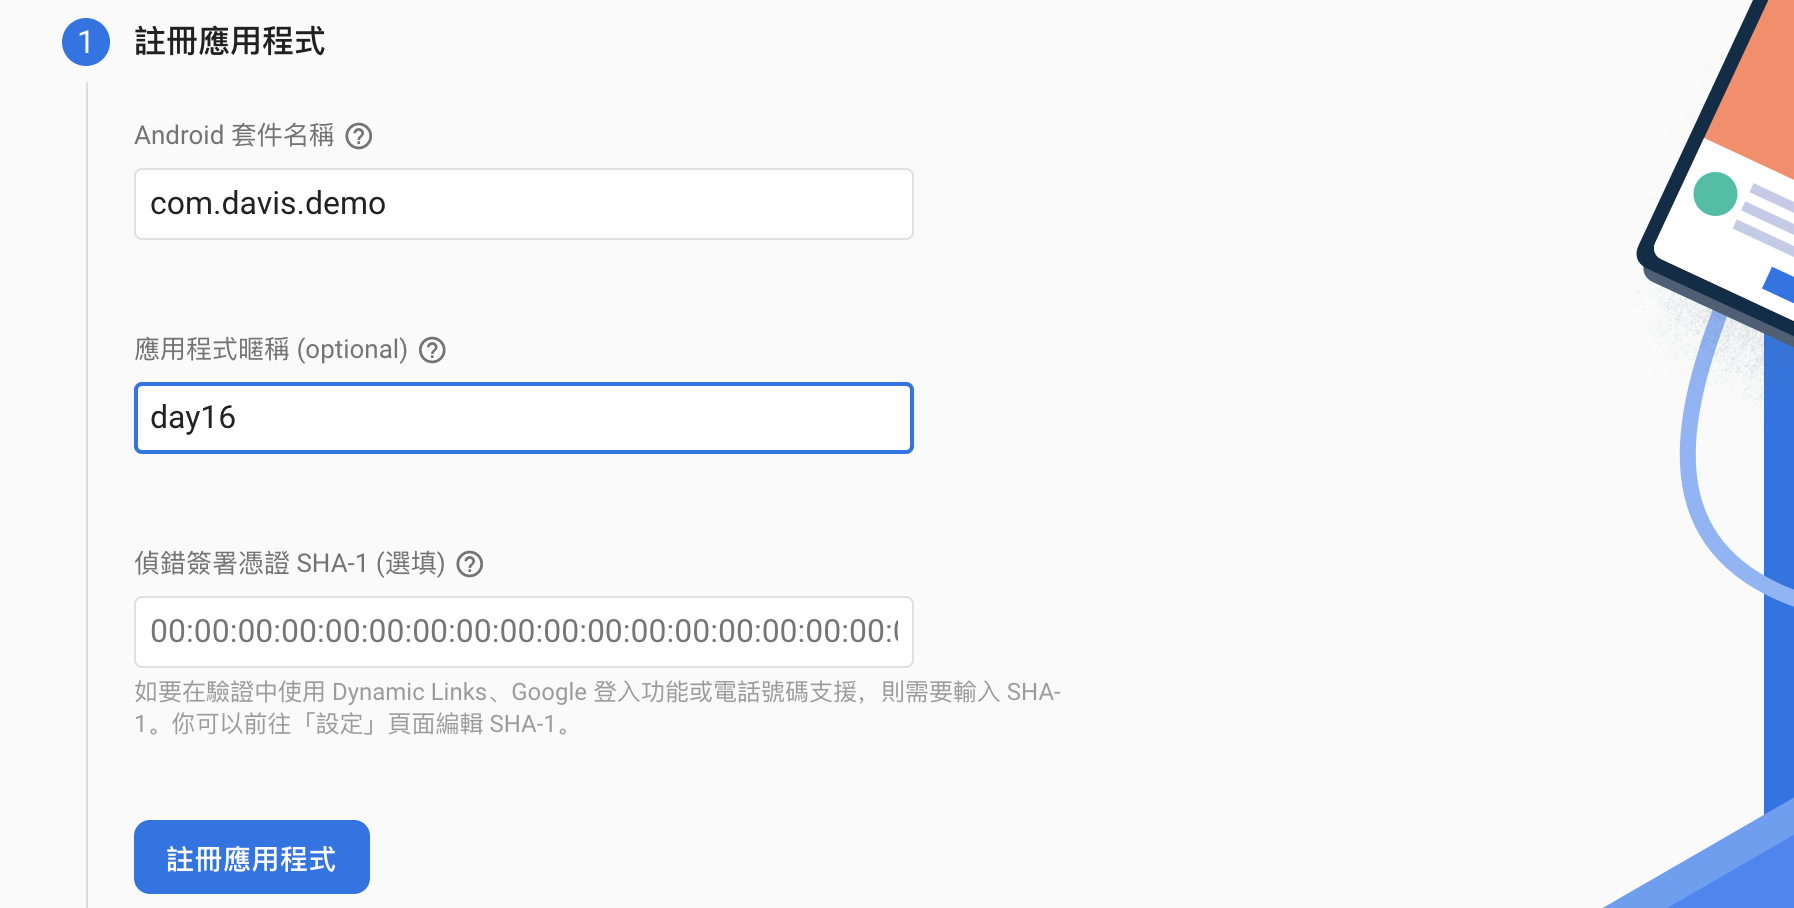 1 註冊應用程式
Android 套件名稱
com.davis.demo
應用程式暱稱 (optional)
day16
偵錯簽署憑證 SHA-1 (選填)
00:00:00:00:00:00:00:00:00:00:00:00:00:00:00:00:00:0
如要在驗證中使用 Dynamic Links、Google 登入功能或電話號碼支援，則需要輸入 SHA-
1。你可以前往「設定」頁面編輯 SHA-1。
註冊應用程式